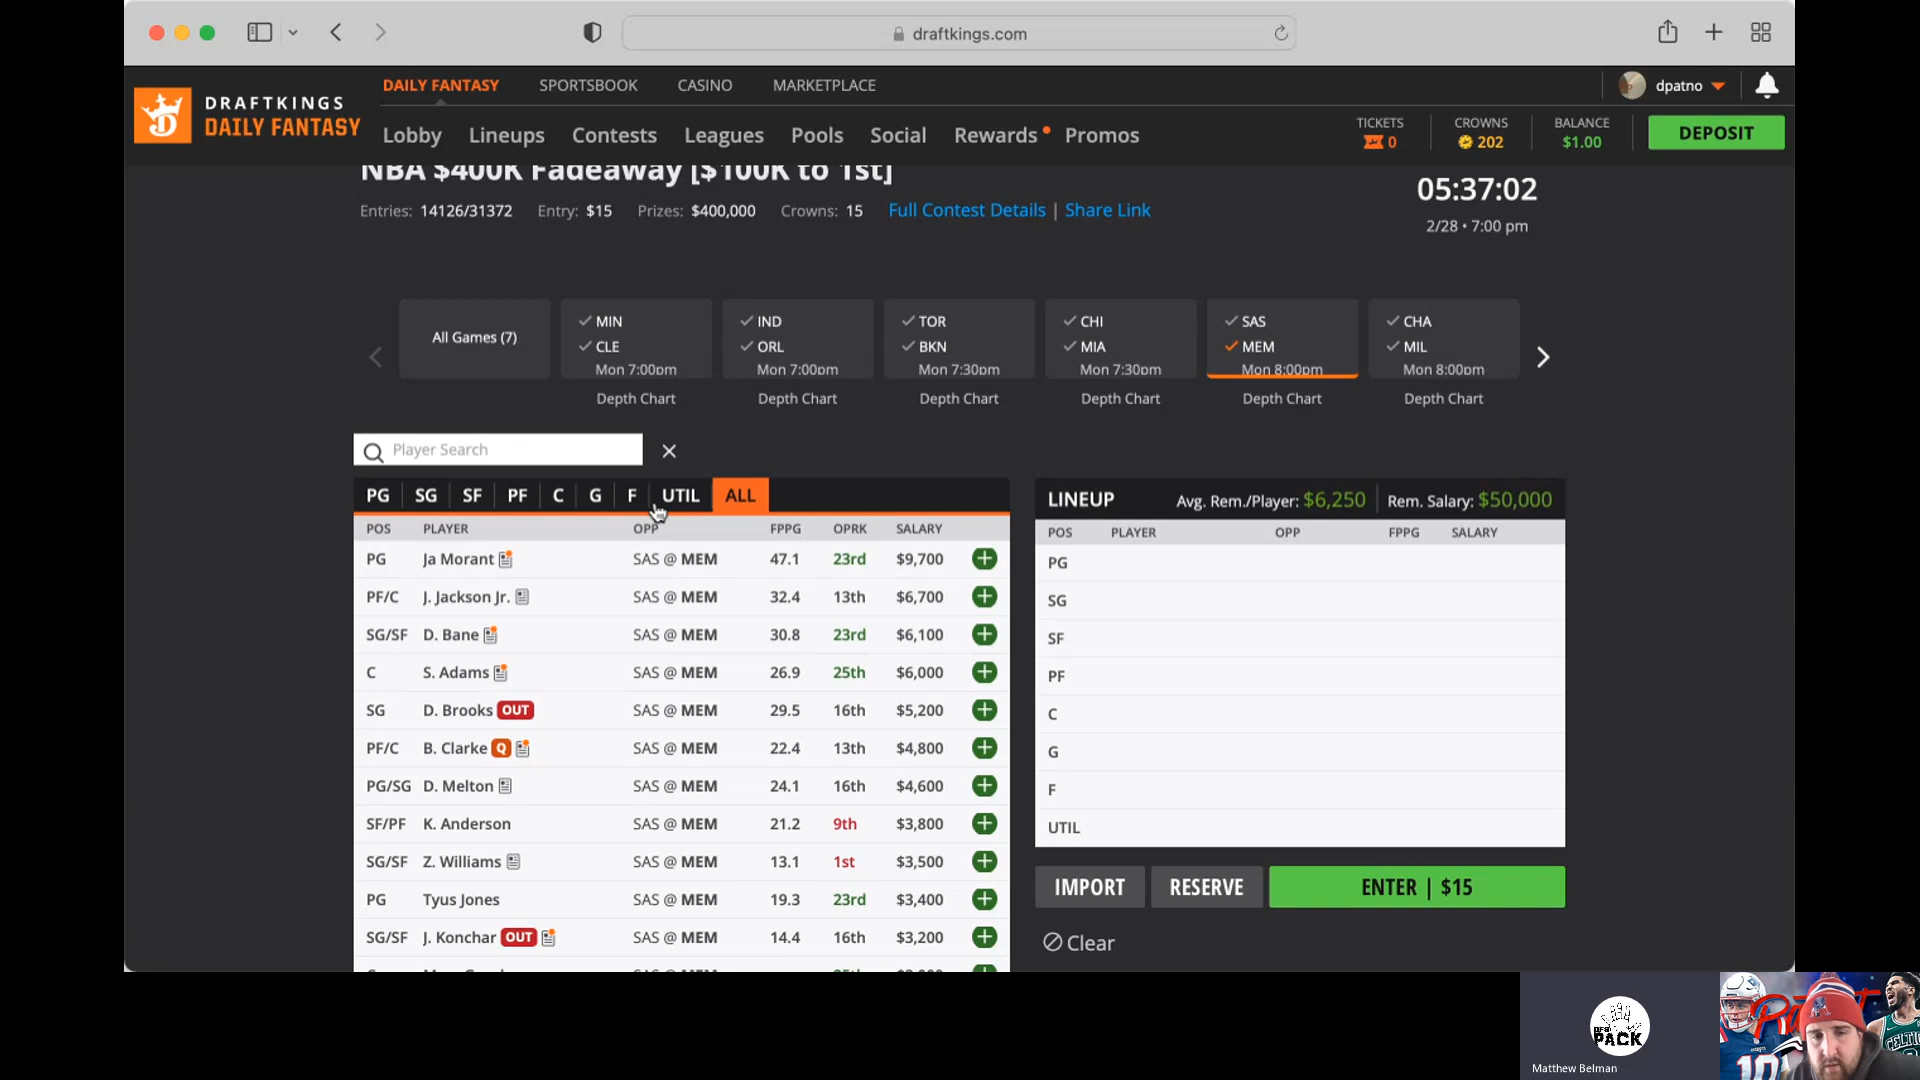 draftkings.com
DRAFTKINGS
DAILY FANTASY
DAILY FANTASY SPORTSBOOK CASINO MARKETPLACE
dpatno
Lobby Lineups Contests Leagues Pools Social Rewards Promos
TICKETS 0
CROWNS 202
BALANCE $1.00
DEPOSIT
NBA $400K Fadeaway [$100K to 1st]
Entries: 14126/31372 Entry: $15 Prizes: $400,000 Crowns: 15 Full Contest Details | Share Link
05:37:02
2/28 • 7:00 pm
All Games (7)
MIN
CLE
Mon 7:00pm
Depth Chart
IND
ORL
Mon 7:00pm
Depth Chart
TOR
BKN
Mon 7:30pm
Depth Chart
CHI
MIA
Mon 7:30pm
Depth Chart
SAS
MEM
Mon 8:00pm
Depth Chart
CHA
MIL
Mon 8:00pm
Depth Chart
Player Search
PG SG SF PF C G F UTIL ALL
POS PLAYER OPP FPPG OPRK SALARY
PG Ja Morant SAS @ MEM 47.1 23rd $9,700
PF/C J. Jackson Jr. SAS @ MEM 32.4 13th $6,700
SG/SF D. Bane SAS @ MEM 30.8 23rd $6,100
C S. Adams SAS @ MEM 26.9 25th $6,000
SG D. Brooks OUT SAS @ MEM 29.5 16th $5,200
PF/C B. Clarke Q SAS @ MEM 22.4 13th $4,800
PG/SG D. Melton SAS @ MEM 24.1 16th $4,600
SF/PF K. Anderson SAS @ MEM 21.2 9th $3,800
SG/SF Z. Williams SAS @ MEM 13.1 1st $3,500
PG Tyus Jones SAS @ MEM 19.3 23rd $3,400
SG/SF J. Konchar OUT SAS @ MEM 14.4 16th $3,200
LINEUP Avg. Rem./Player: $6,250 Rem. Salary: $50,000
POS PLAYER OPP FPPG SALARY
PG
SG
SF
PF
C
G
F
UTIL
IMPORT RESERVE ENTER | $15
Clear
PACK
Matthew Belman